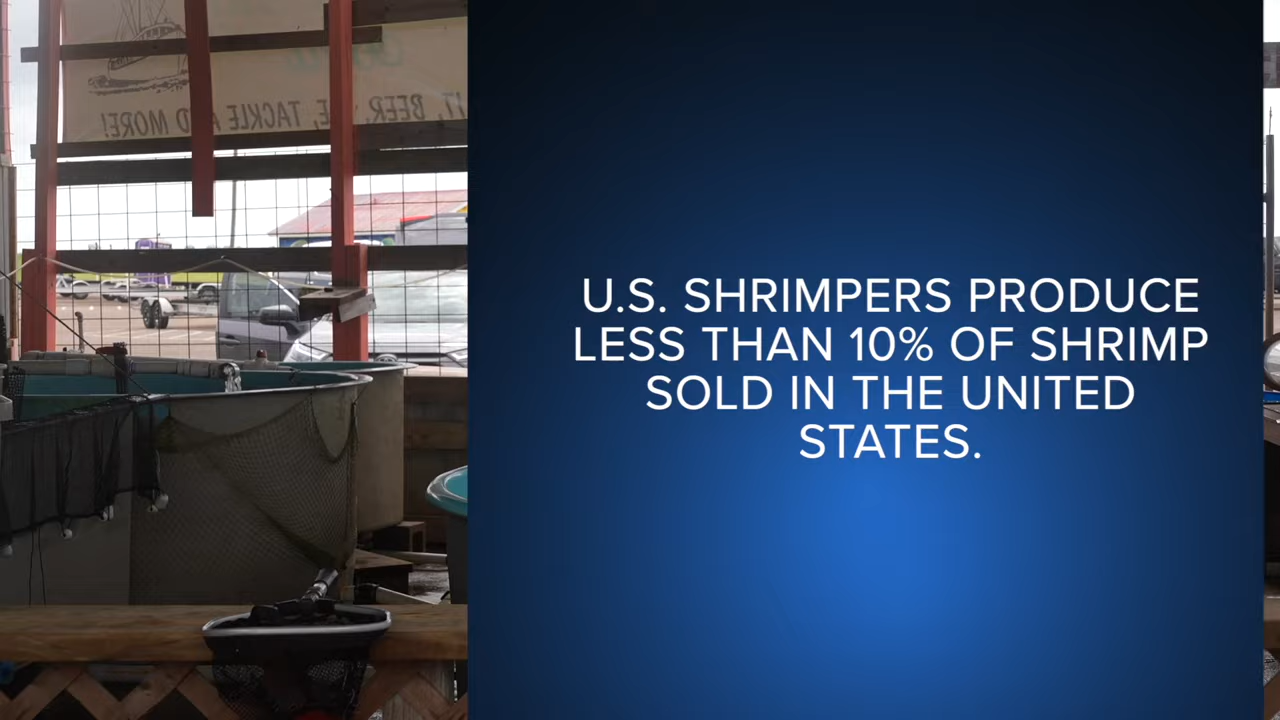 BEER,
TACKLE
MORE!
U.S. SHRIMPERS PRODUCE
LESS THAN 10% OF SHRIMP
SOLD IN THE UNITED
STATES.